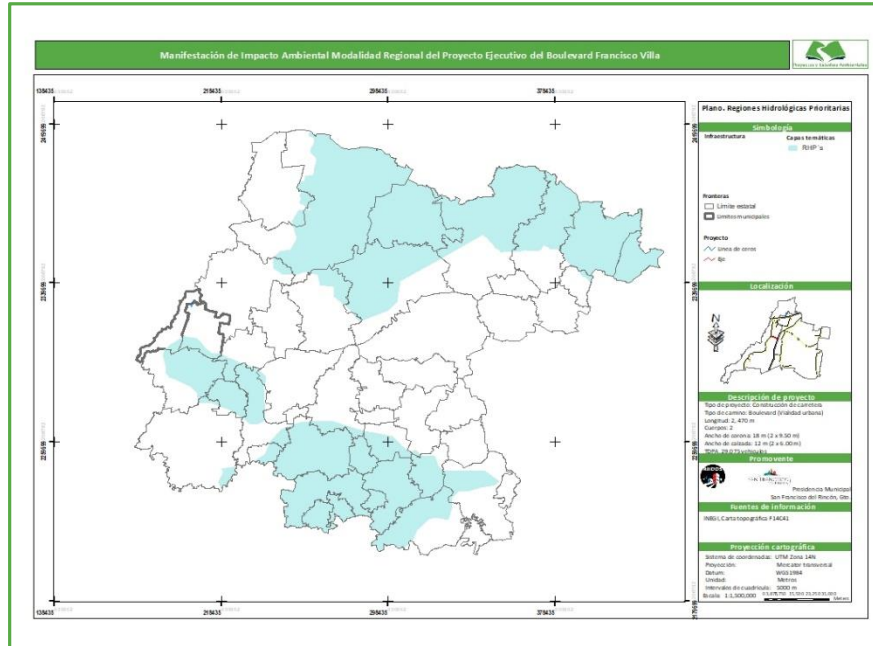 Manifestación de Impacto Ambiental Modalidad Regional del Proyecto Ejecutivo del Boulevard Francisco Villa
138435 218435 298435 378435
Plano. Regiones Hidrológicas Prioritarias
Simbología
Infraestructura Capas temáticas
RHP´s
Fronteras
Límite estatal
Límites municipales
Proyecto
Línea de ceros
Eje
Localización
N
Descripción de proyecto
Tipo de proyecto: Construcción de carretera
Tipo de camino: Boulevard (Vialidad urbana)
Longitud: 2, 470 m
Cuerpos: 2
Ancho de corona: 18 m (2 x 9.50 m)
Ancho de calzada: 12 m (2 x 6.00 m)
Promovente
Presidencia Municipal
San Francisco del Rincón, Gto.
Fuentes de información
INEGI, Carta topográfica F14C41
Proyección cartográfica
Sistema de coordenadas: UTM Zona 14N
Proyección: Mercator transversal
Datum: WGS 1984
Unidad: Metros
Intervalos de cuadrícula: 5000 m
Escala: 1:1,500,000
Metros
138435 218435 298435 378435